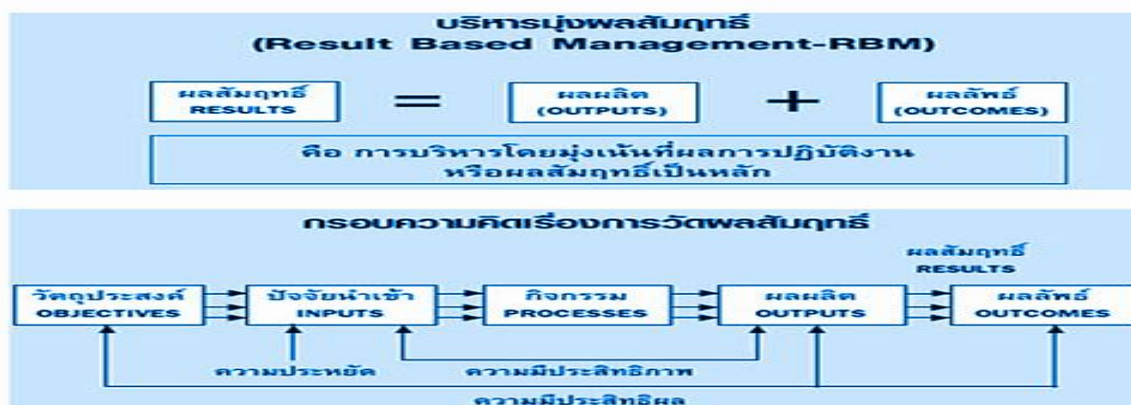 บริหารมุ่งผลสัมฤทธิ์
(Result Based Management-RBM)
ผลสัมฤทธิ์
RESULTS
=
ผลผลิต
(OUTPUTS)
+
ผลลัพธ์
(OUTCOMES)
คือ การบริหารโดยมุ่งเน้นที่ผลการปฏิบัติงาน
หรือผลสัมฤทธิ์เป็นหลัก
กรอบความคิดเรื่องการวัดผลสัมฤทธิ์
ผลสัมฤทธิ์
RESULTS
วัตถุประสงค์
OBJECTIVES
ปัจจัยนำเข้า
INPUTS
กิจกรรม
PROCESSES
ผลผลิต
OUTPUTS
ผลลัพธ์
OUTCOMES
ความประหยัด
ความมีประสิทธิภาพ
ความมีประสิทธิผล